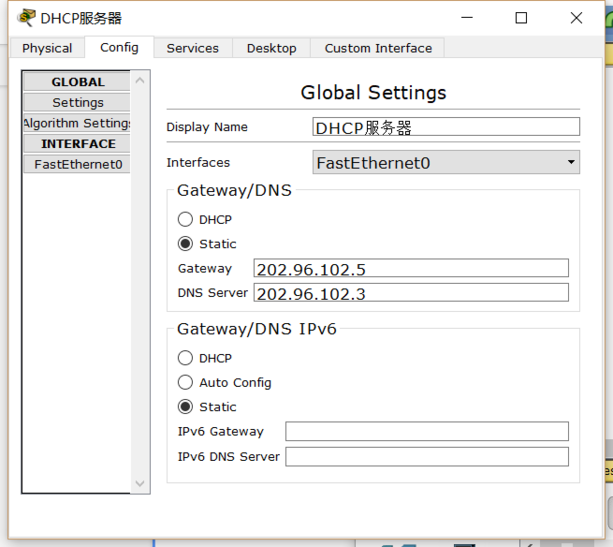 DHCP服务器
Physical Config Services Desktop Custom Interface
GLOBAL
Settings
Algorithm Settings
INTERFACE
FastEthernet0
Global Settings
Display Name DHCP服务器
Interfaces FastEthernet0
Gateway/DNS
DHCP
Static
Gateway 202.96.102.5
DNS Server 202.96.102.3
Gateway/DNS IPv6
DHCP
Auto Config
Static
IPv6 Gateway
IPv6 DNS Server